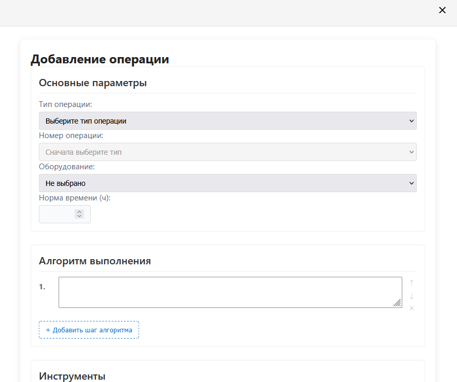 Добавление операции
Основные параметры
Тип операции:
Выберите тип операции
Номер операции:
Сначала выберите тип
Оборудование:
Не выбрано
Норма времени (ч):
Алгоритм выполнения
1.
+ Добавить шаг алгоритма
Инструменты